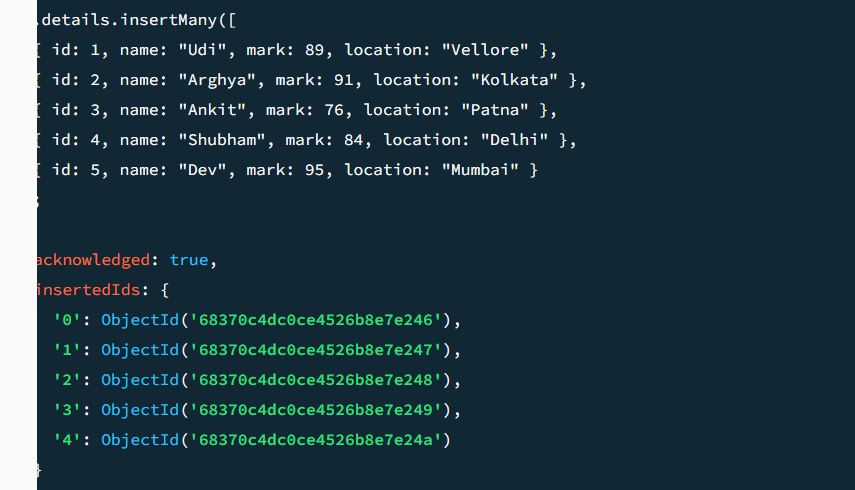 .details.insertMany([
{ id: 1, name: "Udi", mark: 89, location: "Vellore" },
{ id: 2, name: "Arghya", mark: 91, location: "Kolkata" },
{ id: 3, name: "Ankit", mark: 76, location: "Patna" },
{ id: 4, name: "Shubham", mark: 84, location: "Delhi" },
{ id: 5, name: "Dev", mark: 95, location: "Mumbai" }
;
acknowledged: true,
insertedIds: {
'0': ObjectId('68370c4dc0ce4526b8e7e246'),
'1': ObjectId('68370c4dc0ce4526b8e7e247'),
'2': ObjectId('68370c4dc0ce4526b8e7e248'),
'3': ObjectId('68370c4dc0ce4526b8e7e249'),
'4': ObjectId('68370c4dc0ce4526b8e7e24a')
}